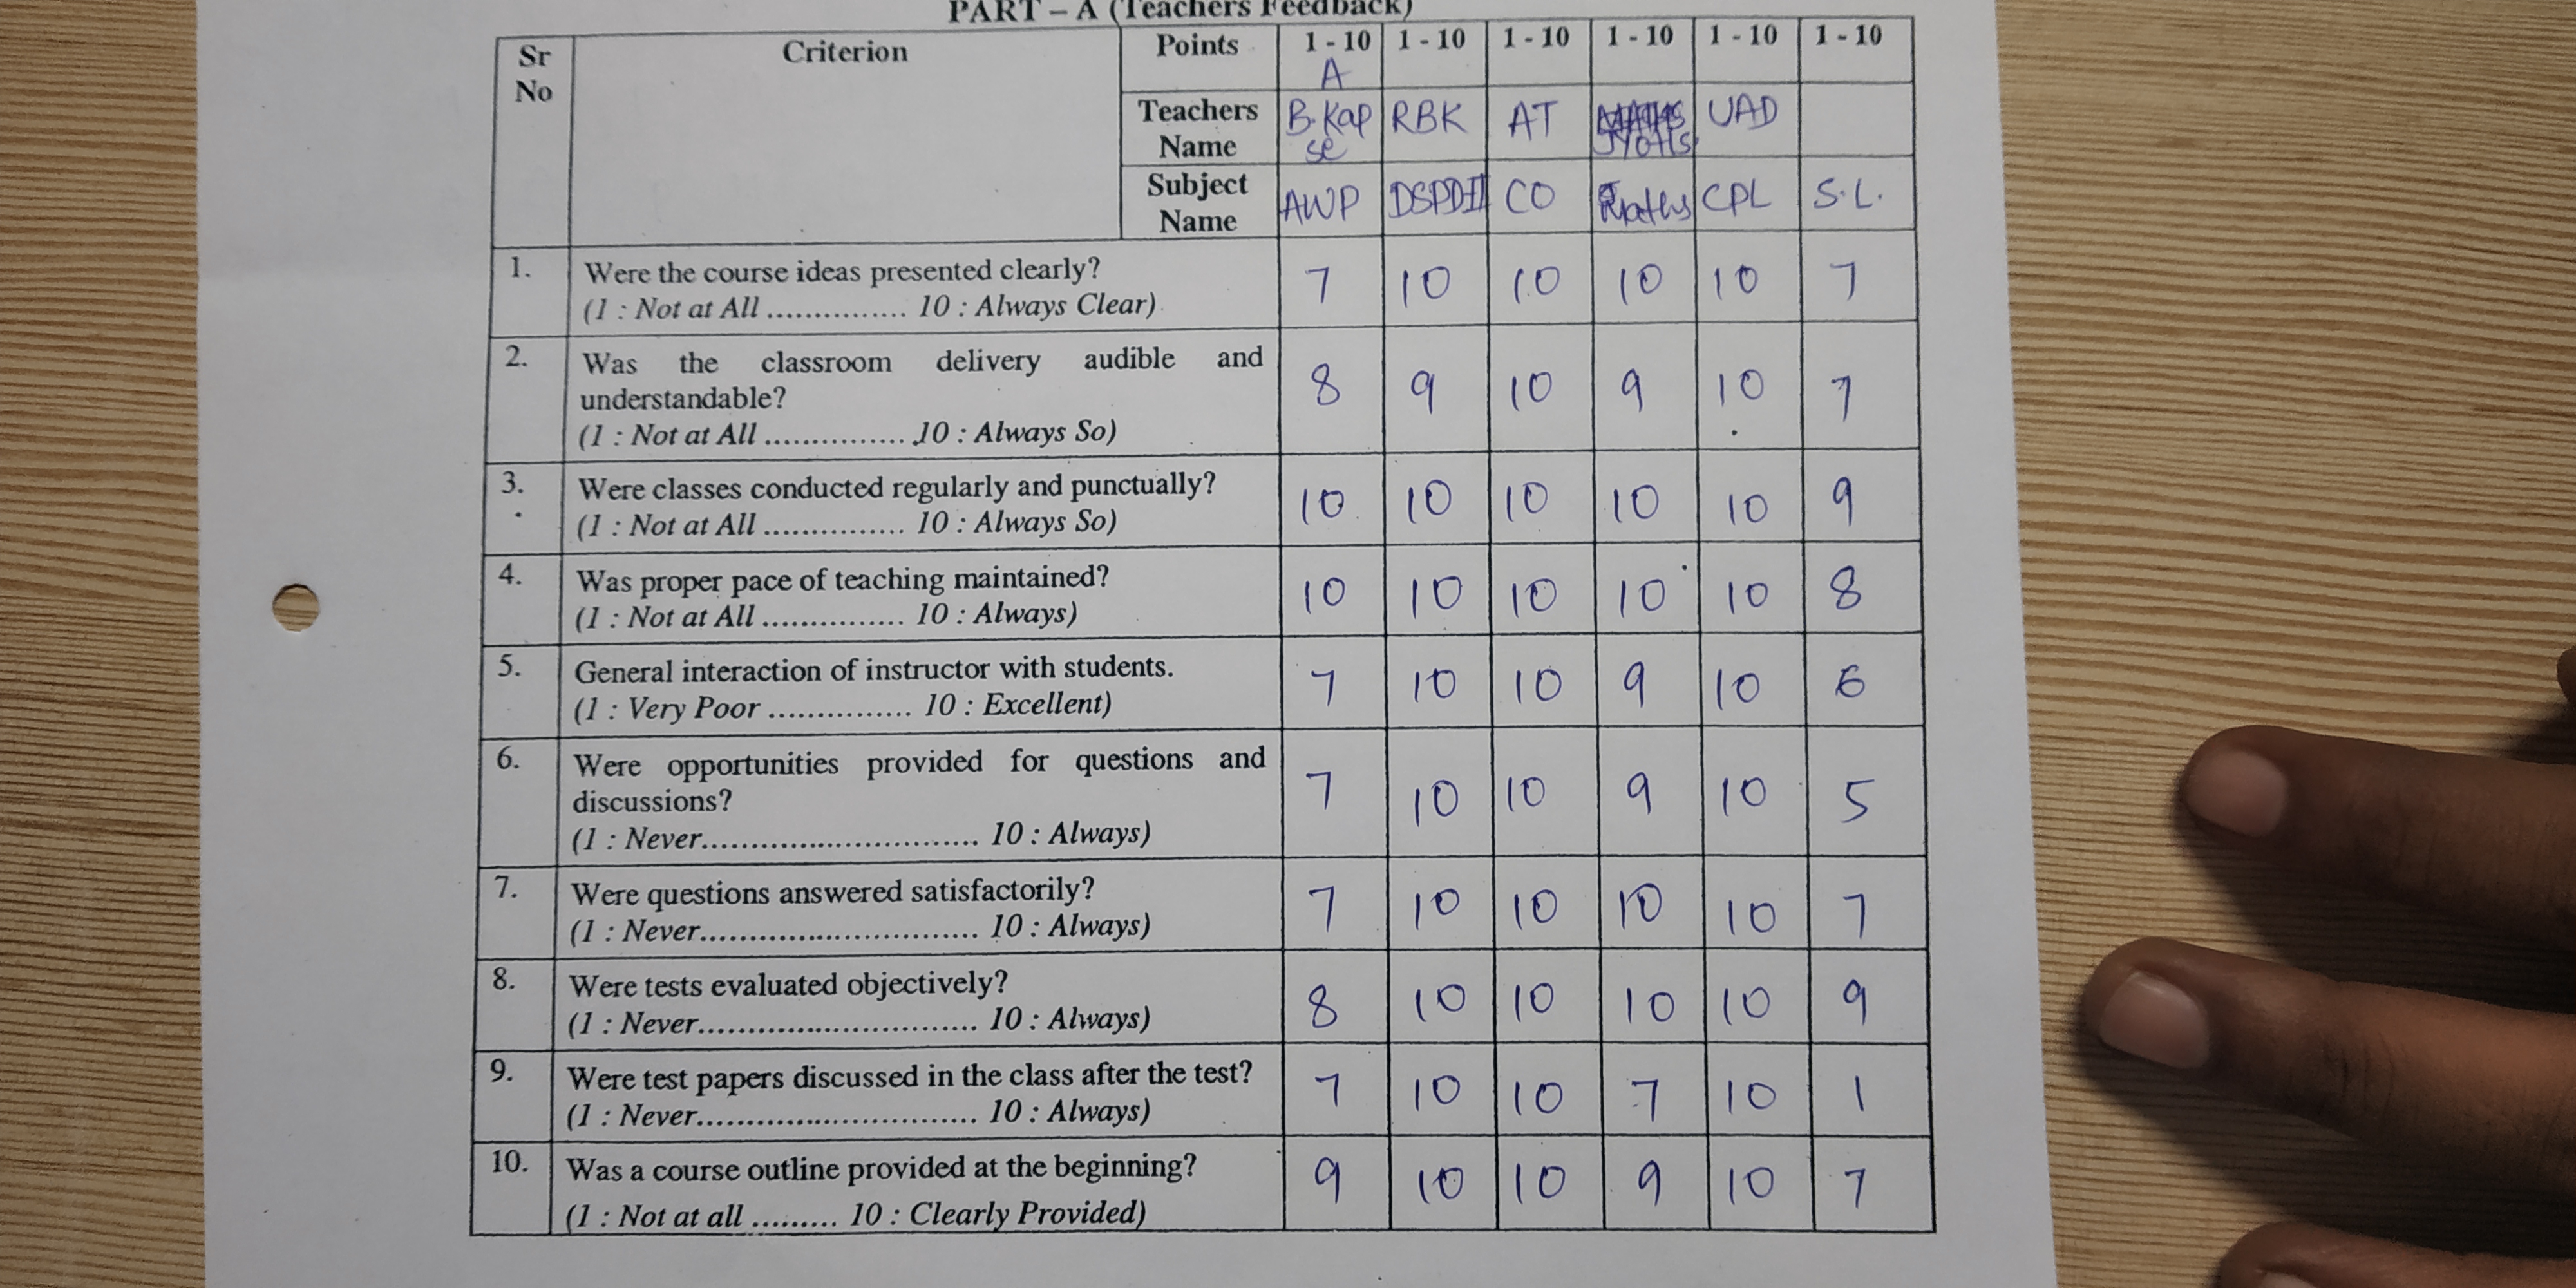 PART – A (Teachers Feedback)
Sr No Criterion Points 1 - 10 1 - 10 1 - 10 1 - 10 1 - 10 1 - 10
A
Teachers Name B. Kapse RBK AT UAD
Subject Name AWP DSPDII CO Maths CPL S.L.
1. Were the course ideas presented clearly? 7 10 10 10 10 7
(1 : Not at All ............... 10 : Always Clear)
2. Was the classroom delivery audible and
understandable? 8 9 10 9 10 7
(1 : Not at All ............... 10 : Always So)
3. Were classes conducted regularly and punctually? 10 10 10 10 10 9
(1 : Not at All ............... 10 : Always So)
4. Was proper pace of teaching maintained? 10 10 10 10 10 8
(1 : Not at All ............... 10 : Always)
5. General interaction of instructor with students. 7 10 10 9 10 6
(1 : Very Poor ............... 10 : Excellent)
6. Were opportunities provided for questions and
discussions? 7 10 10 9 10 5
(1 : Never............................. 10 : Always)
7. Were questions answered satisfactorily? 7 10 10 10 10 7
(1 : Never............................. 10 : Always)
8. Were tests evaluated objectively? 8 10 10 10 10 9
(1 : Never............................. 10 : Always)
9. Were test papers discussed in the class after the test? 7 10 10 7 10 1
(1 : Never............................. 10 : Always)
10. Was a course outline provided at the beginning? 9 10 10 9 10 7
(1 : Not at all ......... 10 : Clearly Provided)